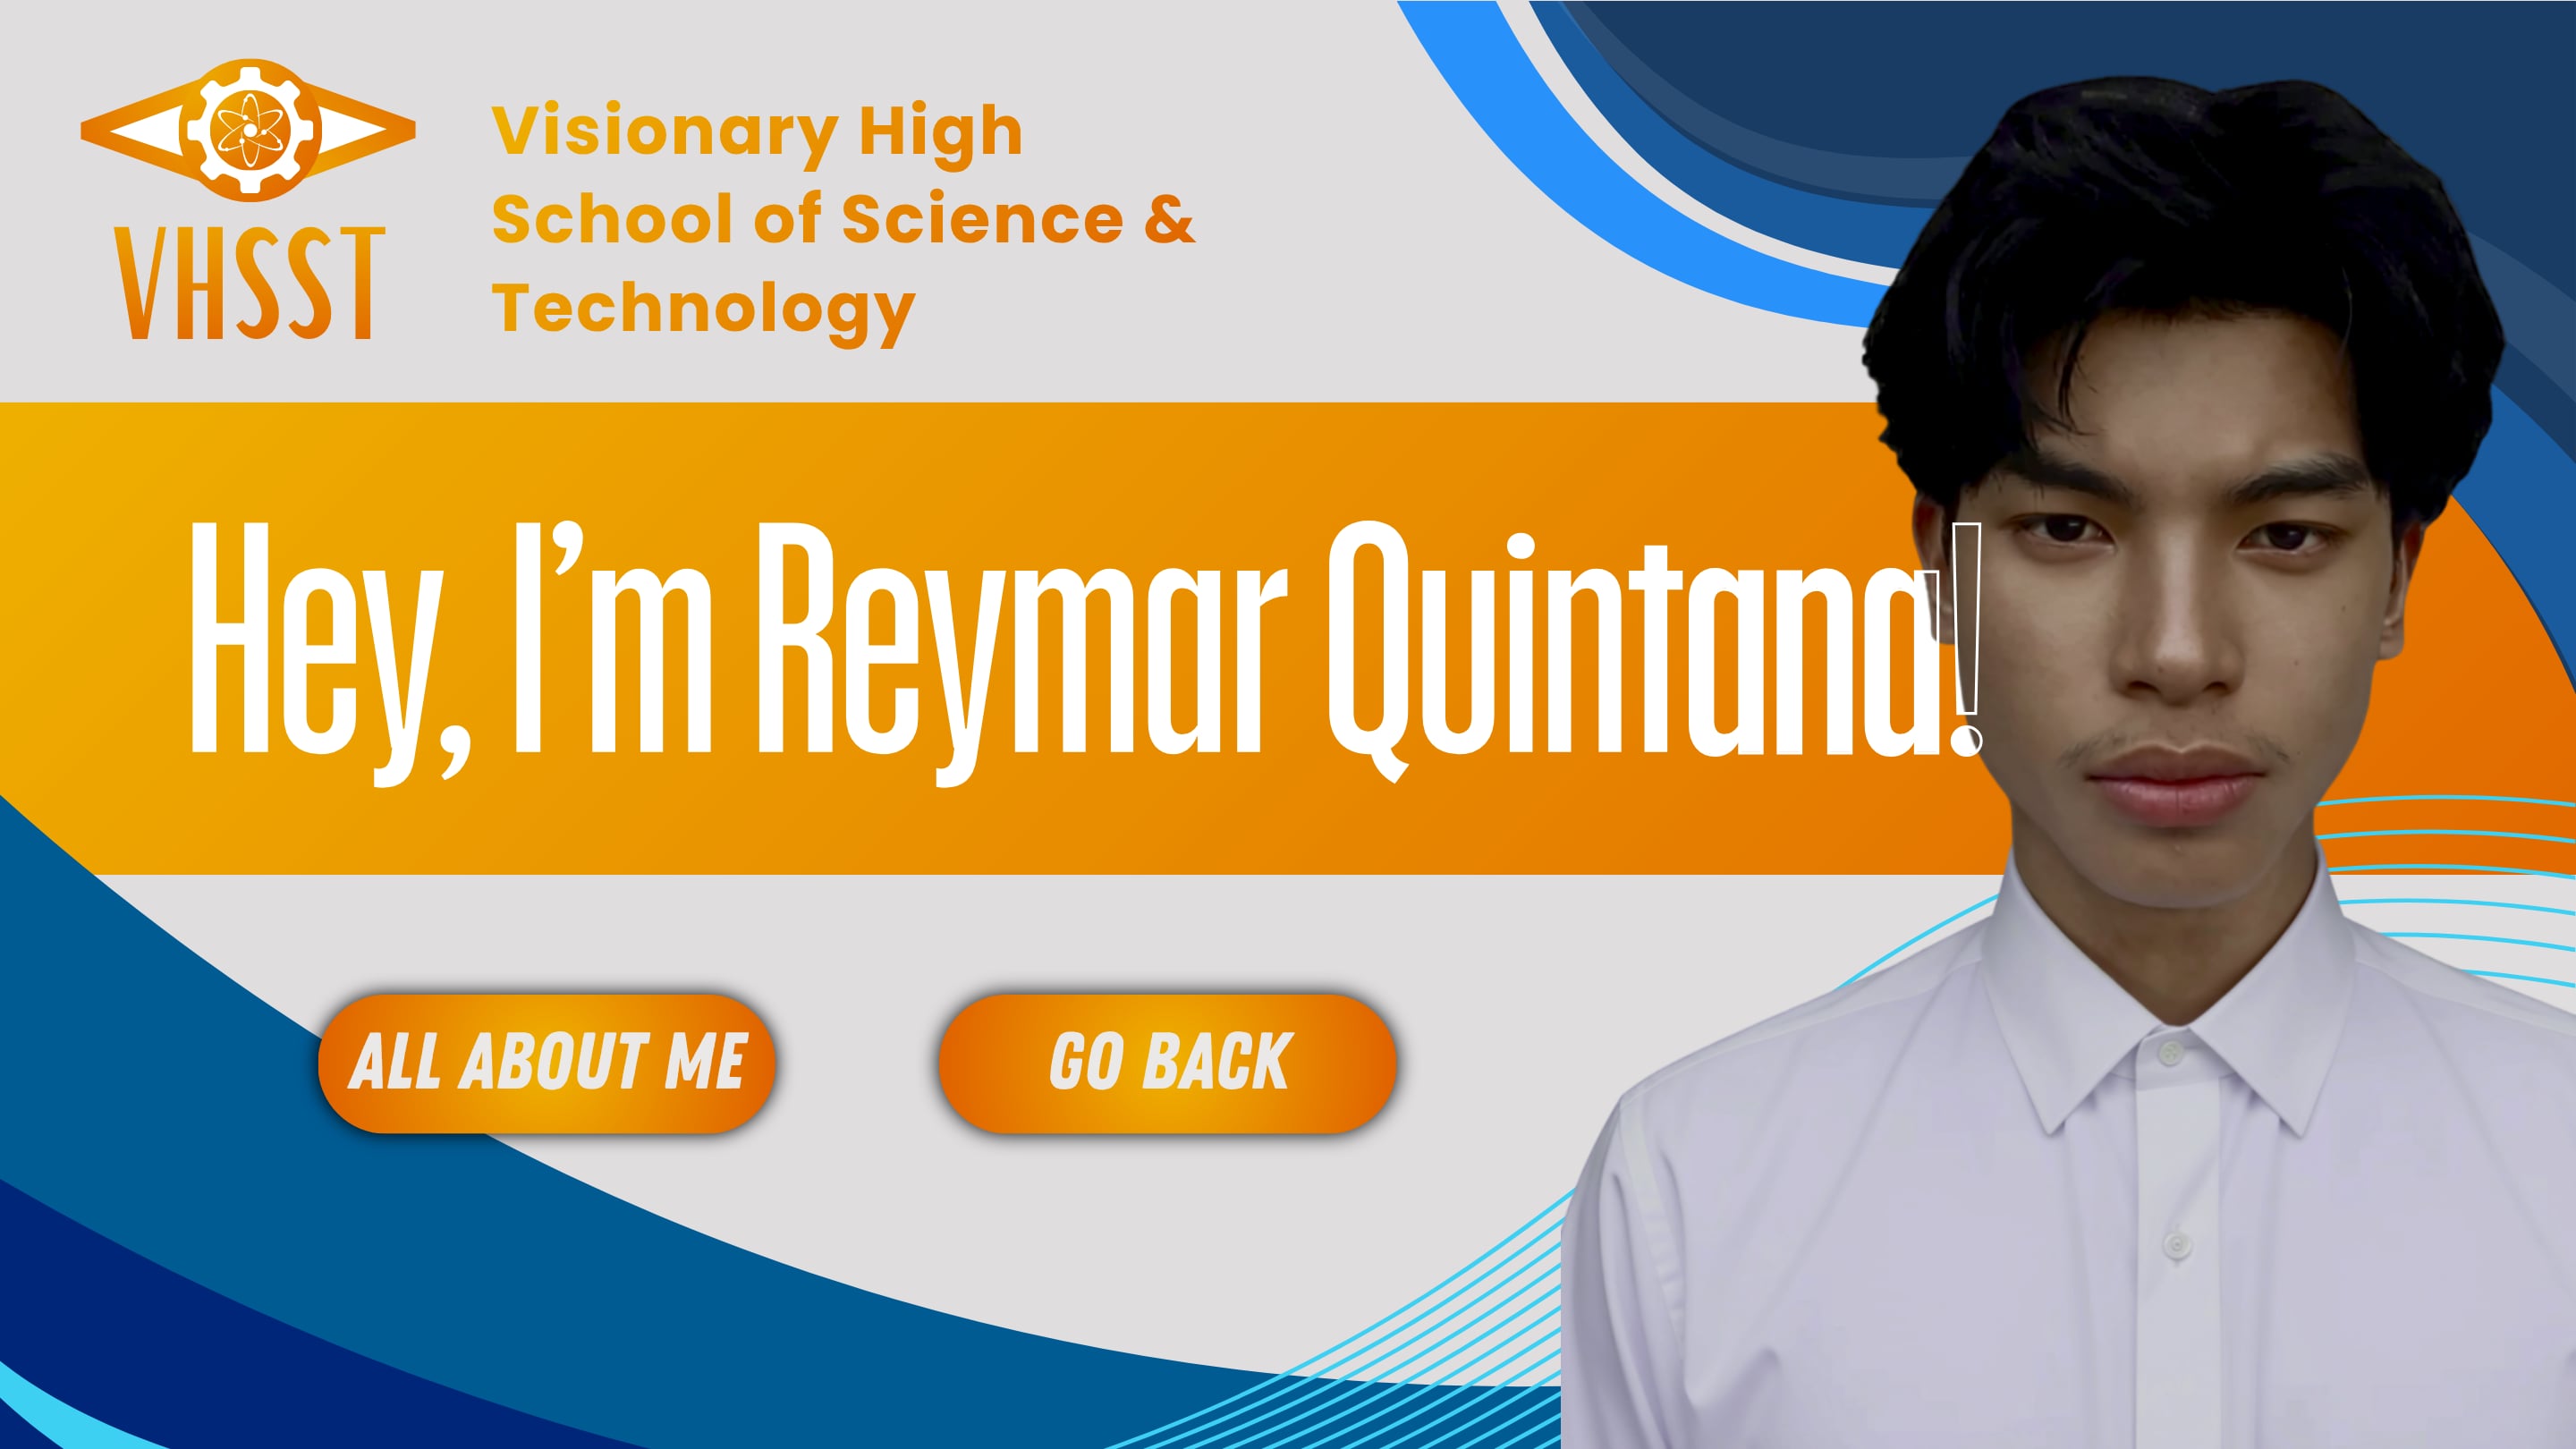 VHSST
Visionary High
School of Science &
Technology
Hey, I’m Reymar Quintana!
ALL ABOUT ME
GO BACK